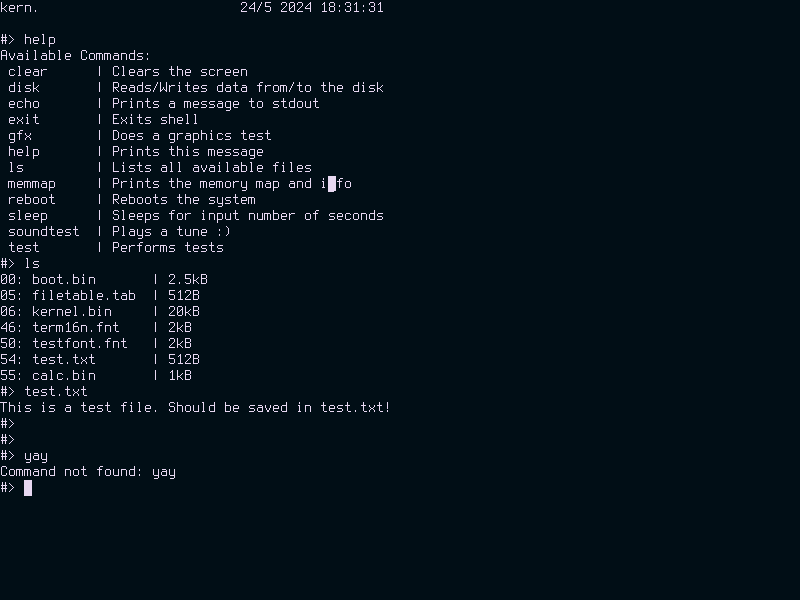 kern. 24/5 2024 18:31:31
#> help
Available Commands:
clear | Clears the screen
disk | Reads/Writes data from/to the disk
echo | Prints a message to stdout
exit | Exits shell
gfx | Does a graphics test
help | Prints this message
ls | Lists all available files
memmap | Prints the memory map and i fo
reboot | Reboots the system
sleep | Sleeps for input number of seconds
soundtest | Plays a tune :)
test | Performs tests
#> ls
00: boot.bin | 2.5kB
05: filetable.tab | 512B
06: kernel.bin | 20kB
46: term16n.fnt | 2kB
50: testfont.fnt | 2kB
54: test.txt | 512B
55: calc.bin | 1kB
#> test.txt
This is a test file. Should be saved in test.txt!
#>
#>
#> yay
Command not found: yay
#>